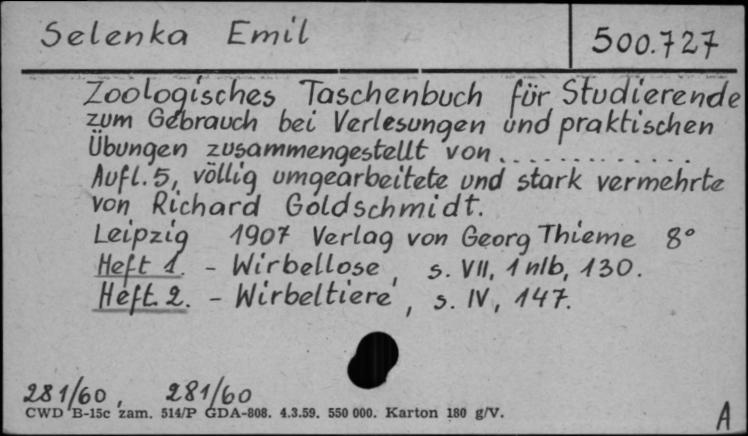 Selenka Emil
500.727
Zoologisches Taschenbuch für Studierende
zum Gebrauch bei Verlesungen und praktischen
Übungen zusammengestellt von..............
Aufl. 5, völlig umgearbeitete und stark vermehrte
von Richard Goldschmidt.
Leipzig 1907 Verlag von Georg Thieme 8°
Heft 1. - Wirbellose, s. VII, 1 nlb, 130.
Heft. 2. - Wirbeltiere, s. IV, 147.
281/60, 281/60
CWD B-15c zam. 514/P GDA-808. 4.3.59. 550 000. Karton 180 g/V.
A